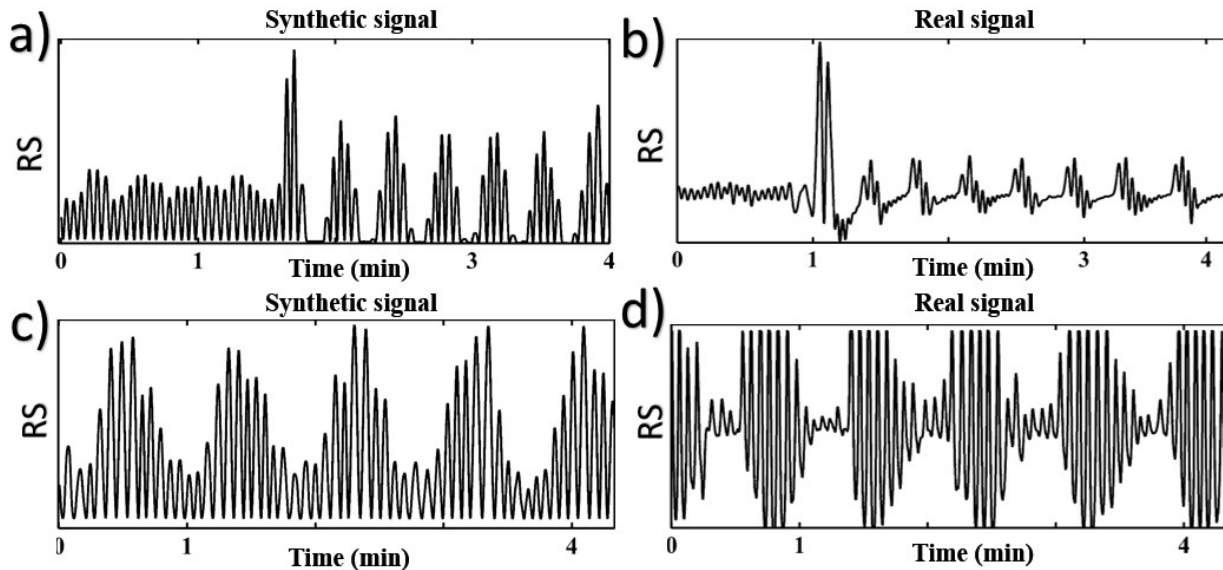 a)
Synthetic signal
RS
0 1 3 4
Time (min)
b)
Real signal
RS
0 1 3 4
Time (min)
c)
Synthetic signal
RS
0 1 4
Time (min)
d)
Real signal
RS
0 1 4
Time (min)